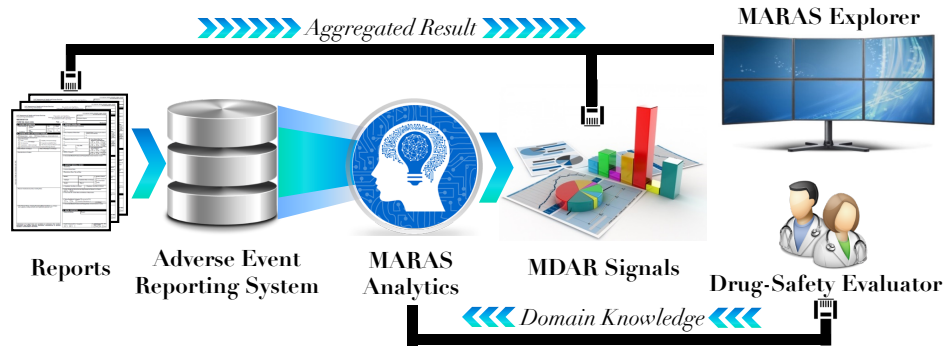 Aggregated Result
MARAS Explorer
Reports
Adverse Event
Reporting System
MARAS
Analytics
MDAR Signals
Drug-Safety Evaluator
Domain Knowledge